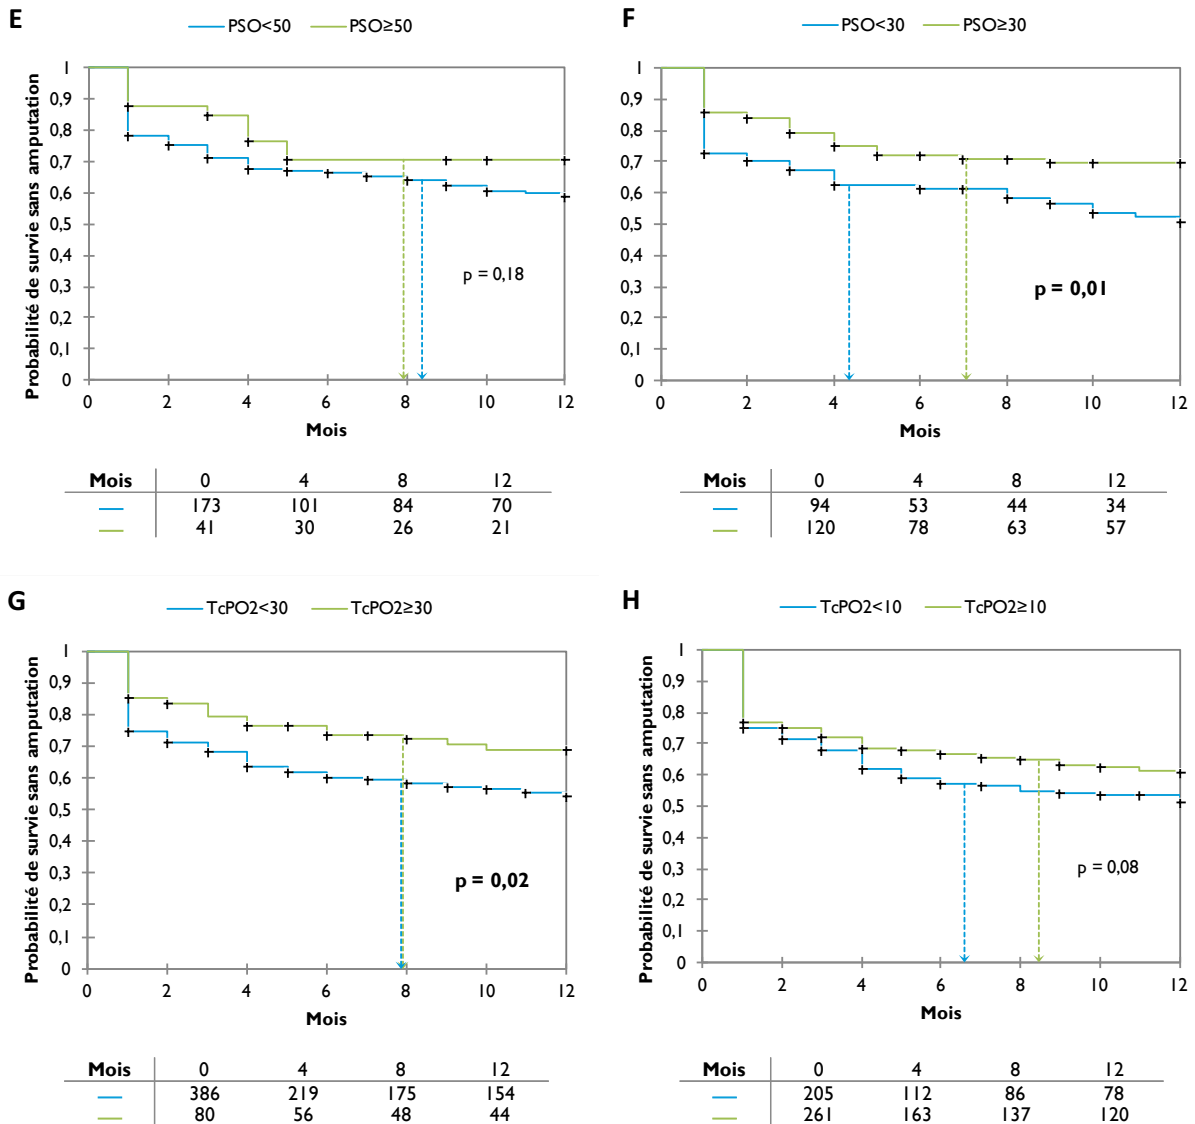 E
PSO<50 PSO≥50
Probabilité de survie sans amputation
1
0,9
0,8
0,7
0,6
0,5
0,4
0,3
0,2
0,1
0
p = 0,18
0 2 4 6 8 10 12
Mois
Mois 0 4 8 12
173 101 84 70
41 30 26 21
F
PSO<30 PSO≥30
Probabilité de survie sans amputation
1
0,9
0,8
0,7
0,6
0,5
0,4
0,3
0,2
0,1
0
p = 0,01
0 2 4 6 8 10 12
Mois
Mois 0 4 8 12
94 53 44 34
120 78 63 57
G
TcPO2<30 TcPO2≥30
Probabilité de survie sans amputation
1
0,9
0,8
0,7
0,6
0,5
0,4
0,3
0,2
0,1
0
p = 0,02
0 2 4 6 8 10 12
Mois
Mois 0 4 8 12
386 219 175 154
80 56 48 44
H
TcPO2<10 TcPO2≥10
Probabilité de survie sans amputation
1
0,9
0,8
0,7
0,6
0,5
0,4
0,3
0,2
0,1
0
p = 0,08
0 2 4 6 8 10 12
Mois
Mois 0 4 8 12
205 112 86 78
261 163 137 120